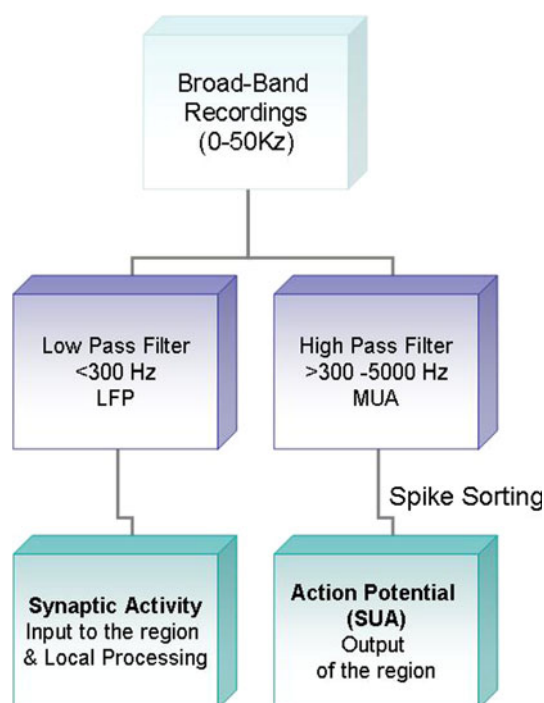 Broad-Band
Recordings
(0-50Kz)
Low Pass Filter
<300 Hz
LFP
High Pass Filter
>300 -5000 Hz
MUA
Spike Sorting
Synaptic Activity
Input to the region
& Local Processing
Action Potential
(SUA)
Output
of the region